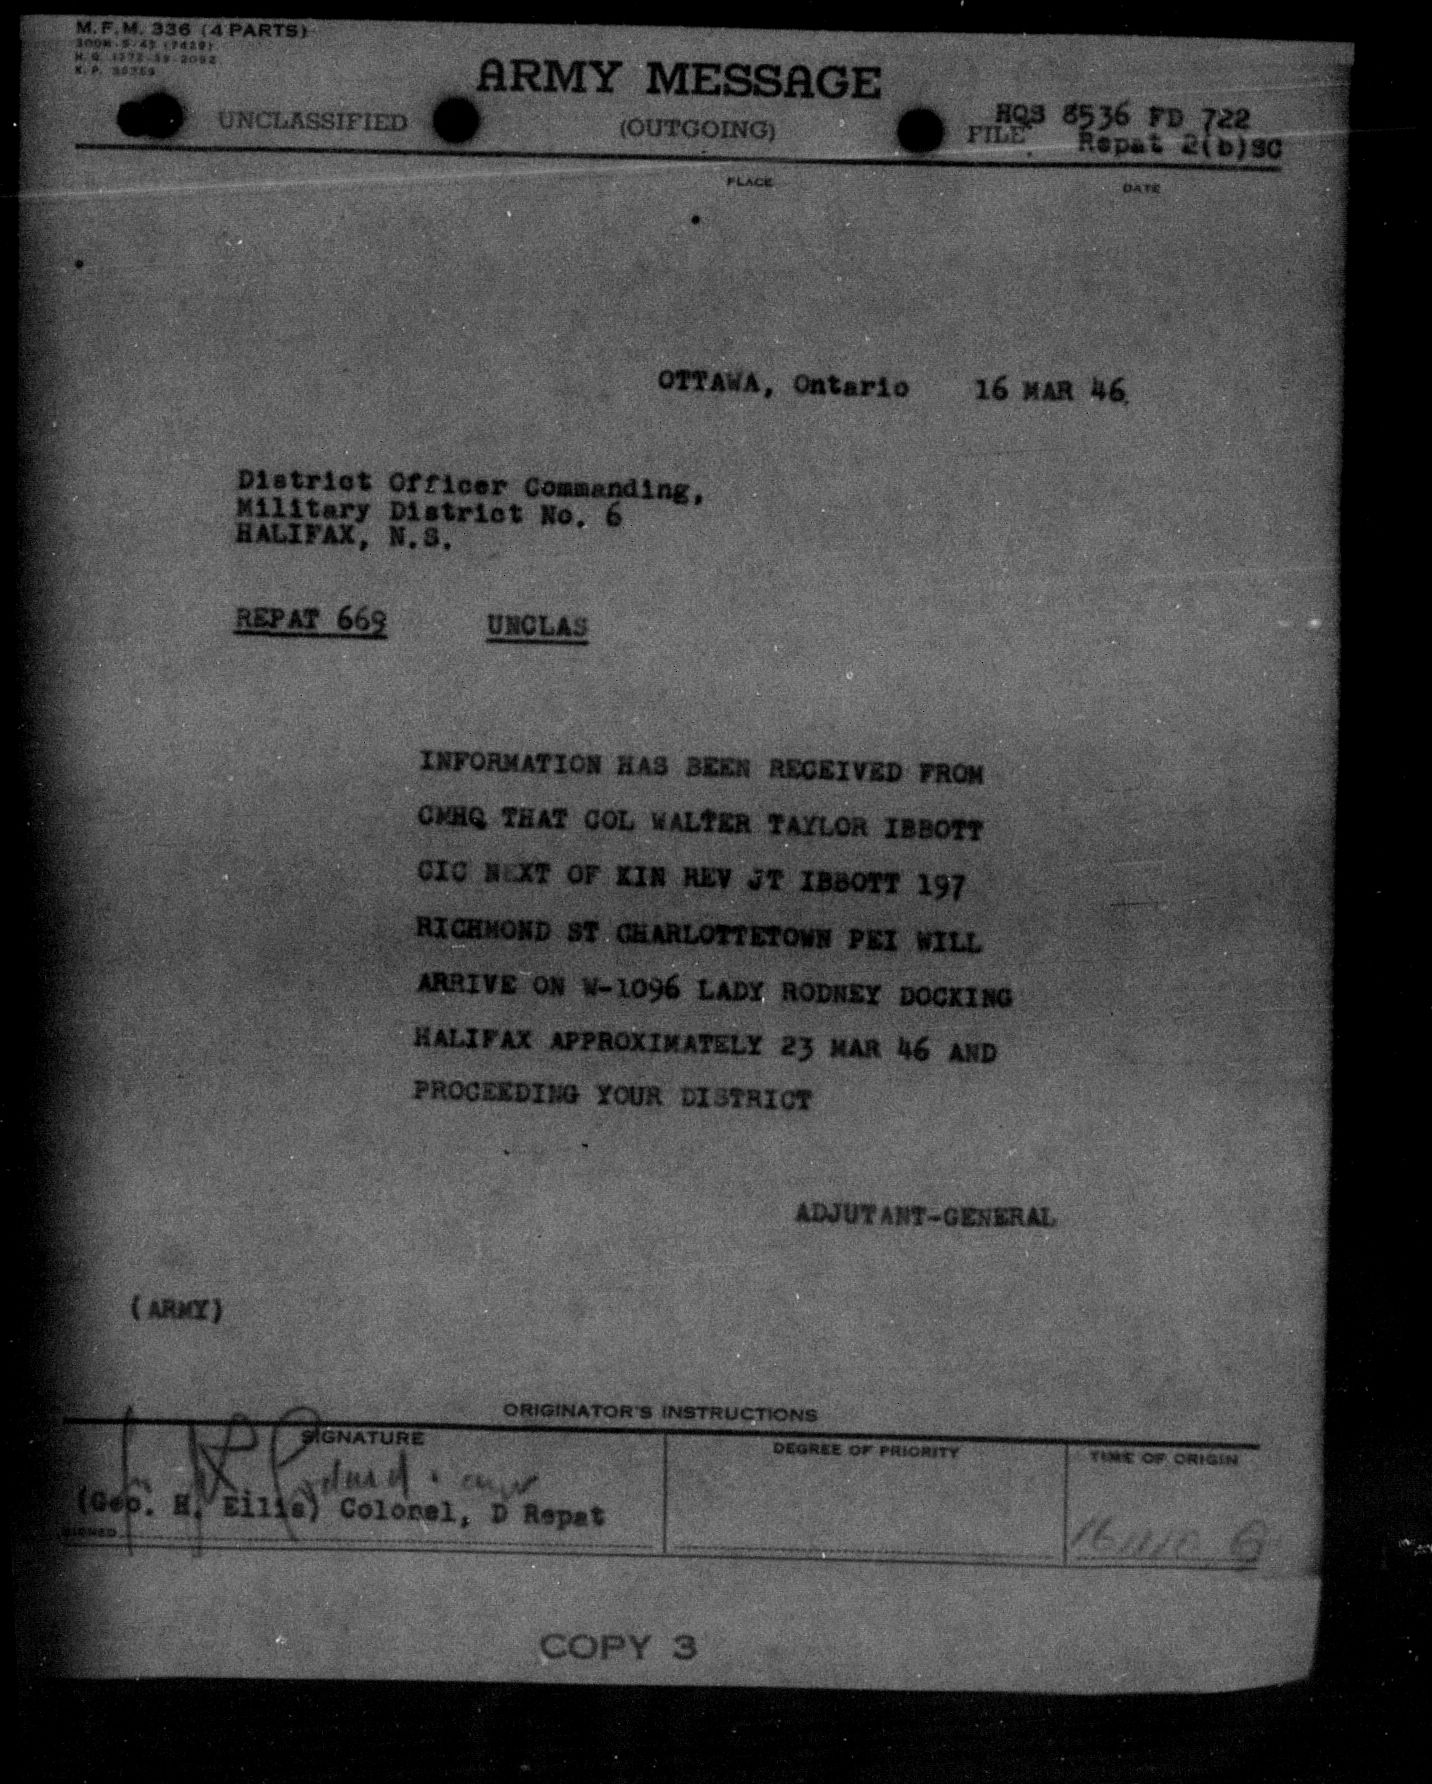 M.F.M. 336 (4 PARTS)
ARMY MESSAGE
UNCLASSIFIED
(OUTGOING)
HQS 8536 FD 722
FILE Repat 2(b)SC
PLACE
DATE
OTTAWA, Ontario 16 MAR 46.
District Officer Commanding,
Military District No. 6
HALIFAX, N.S.
REPAT 669 UNCLAS
INFORMATION HAS BEEN RECEIVED FROM
CMHQ THAT COL WALTER TAYLOR IBBOTT
CIC NEXT OF KIN REV JT IBBOTT 197
RICHMOND ST CHARLOTTETOWN PEI WILL
ARRIVE ON W-1096 LADY RODNEY DOCKING
HALIFAX APPROXIMATELY 23 MAR 46 AND
PROCEEDING YOUR DISTRICT
ADJUTANT-GENERAL
(ARMY)
ORIGINATOR'S INSTRUCTIONS
SIGNATURE
DEGREE OF PRIORITY
TIME OF ORIGIN
(Geo. H. Ellis) Colonel, D Repat
SIGNED
COPY 3